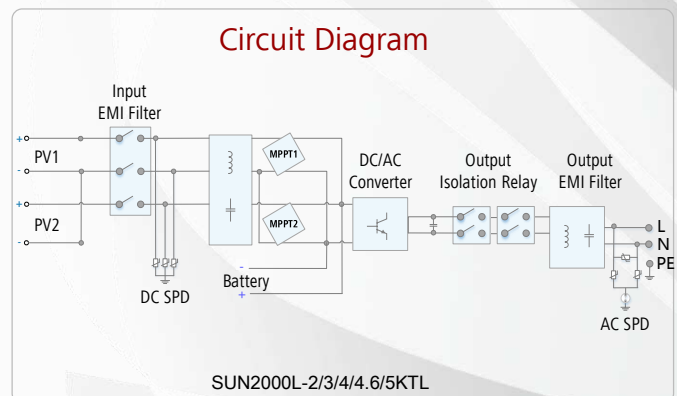 Circuit Diagram
Input
EMI Filter
+
PV1
-
+
PV2
-
DC SPD
MPPT1
MPPT2
-
Battery
+
DC/AC
Converter
Output
Isolation Relay
Output
EMI Filter
L
N
PE
AC SPD
SUN2000L-2/3/4/4.6/5KTL